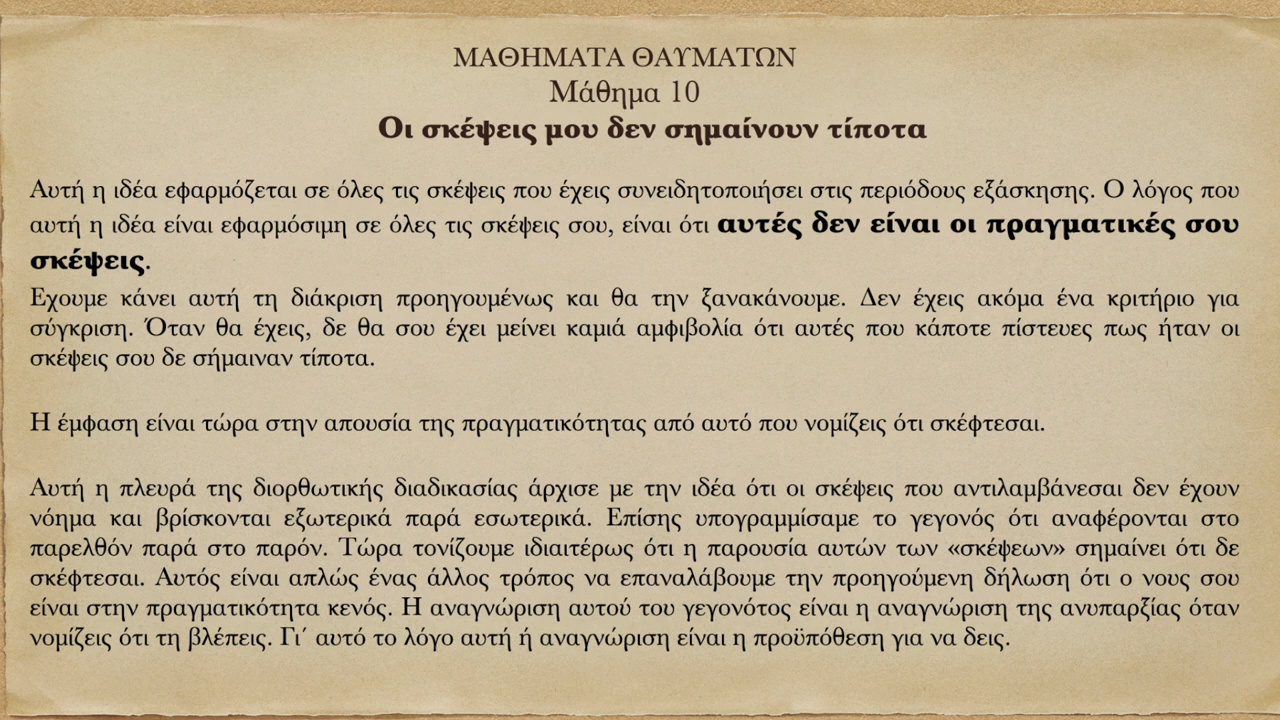 ΜΑΘΗΜΑΤΑ ΘΑΥΜΑΤΩΝ
Μάθημα 10
Οι σκέψεις μου δεν σημαίνουν τίποτα
Αυτή η ιδέα εφαρμόζεται σε όλες τις σκέψεις που έχεις συνειδητοποιήσει στις περιόδους εξάσκησης. Ο λόγος που
αυτή η ιδέα είναι εφαρμόσιμη σε όλες τις σκέψεις σου, είναι ότι αυτές δεν είναι οι πραγματικές σου
σκέψεις.
Εχουμε κάνει αυτή τη διάκριση προηγουμένως και θα την ξανακάνουμε. Δεν έχεις ακόμα ένα κριτήριο για
σύγκριση. Όταν θα έχεις, δε θα σου έχει μείνει καμιά αμφιβολία ότι αυτές που κάποτε πίστευες πως ήταν οι
σκέψεις σου δε σήμαιναν τίποτα.
Η έμφαση είναι τώρα στην απουσία της πραγματικότητας από αυτό που νομίζεις ότι σκέφτεσαι.
Αυτή η πλευρά της διορθωτικής διαδικασίας άρχισε με την ιδέα ότι οι σκέψεις που αντιλαμβάνεσαι δεν έχουν
νόημα και βρίσκονται εξωτερικά παρά εσωτερικά. Επίσης υπογραμμίσαμε το γεγονός ότι αναφέρονται στο
παρελθόν παρά στο παρόν. Τώρα τονίζουμε ιδιαιτέρως ότι η παρουσία αυτών των «σκέψεων» σημαίνει ότι δε
σκέφτεσαι. Αυτός είναι απλώς ένας άλλος τρόπος να επαναλάβουμε την προηγούμενη δήλωση ότι ο νους σου
είναι στην πραγματικότητα κενός. Η αναγνώριση αυτού του γεγονότος είναι η αναγνώριση της ανυπαρξίας όταν
νομίζεις ότι τη βλέπεις. Γι΄ αυτό το λόγο αυτή ή αναγνώριση είναι η προϋπόθεση για να δεις.